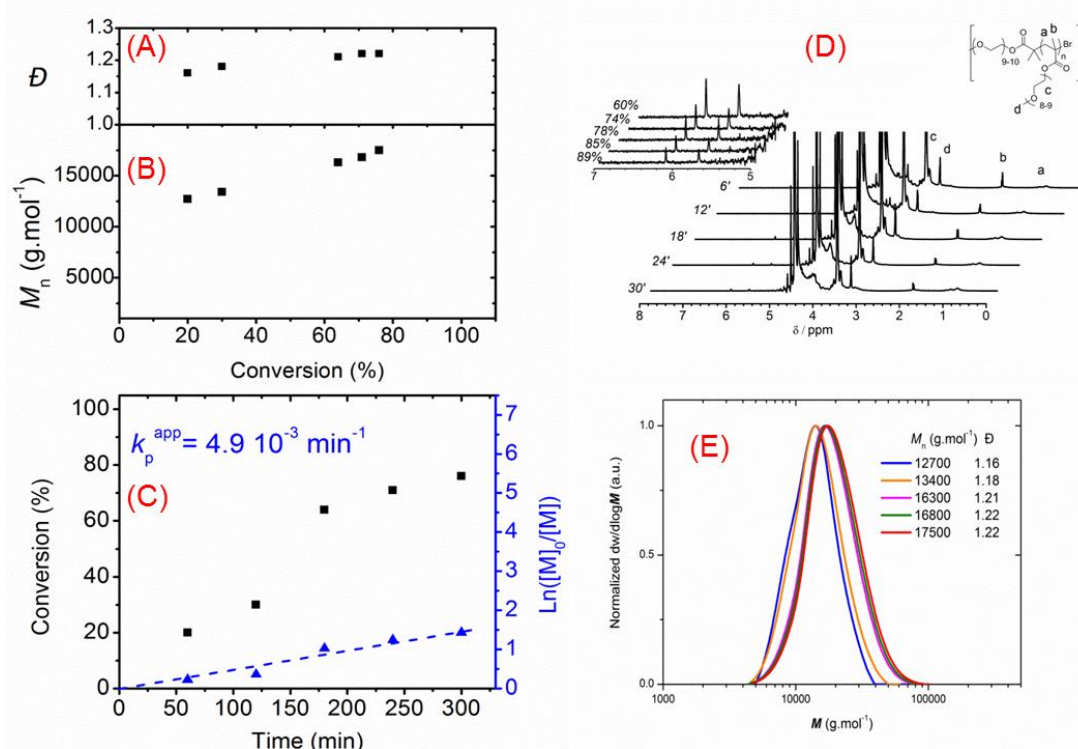 (A)
1.3
1.2
1.1
1.0
Đ
(B)
15000
10000
5000
Mn (g.mol-1)
0 20 40 60 80 100
Conversion (%)
(C)
kp app = 4.9 10-3 min-1
100
80
60
40
20
0
Conversion (%)
7
6
5
4
3
2
1
0
Ln([M]0/[M])
0 50 100 150 200 250 300
Time (min)
(D)
a b
Br
n
O
O
O
O
O
9-10
c
d
O
8-9
60%
74%
78%
85%
89%
7 6 5
c
d
b
a
6'
12'
18'
24'
30'
8 7 6 5 4 3 2 1 0
δ / ppm
(E)
Mn (g.mol-1) Đ
12700 1.16
13400 1.18
16300 1.21
16800 1.22
17500 1.22
1.0
0.5
0.0
Normalized dw/dlogM (a.u.)
1000 10000 100000
M (g.mol-1)